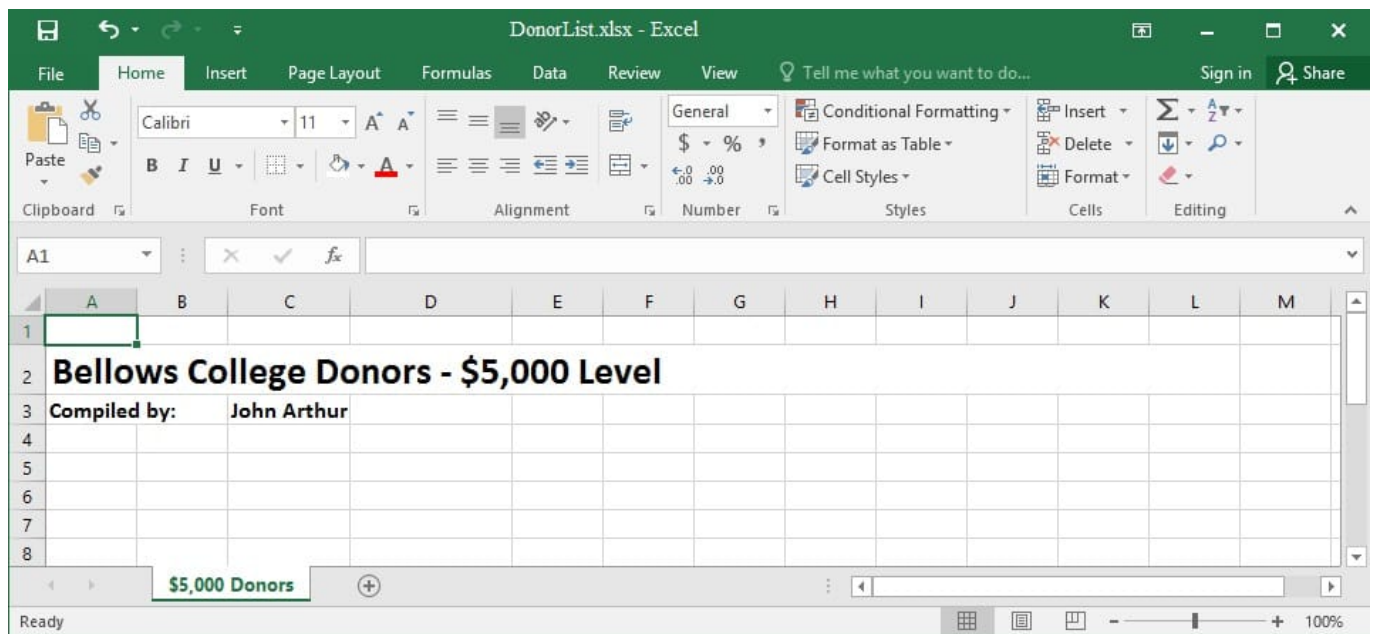 DonorList.xlsx - Excel
File Home Insert Page Layout Formulas Data Review View Tell me what you want to do... Sign in Share
Calibri 11 General Conditional Formatting Insert
Paste B I U A $ % , Format as Table Delete
Cell Styles Format
Clipboard Font Alignment Number Styles Cells Editing
A1 fx
A B C D E F G H I J K L M
1
2 Bellows College Donors - $5,000 Level
3 Compiled by: John Arthur
4
5
6
7
8
$5,000 Donors
Ready 100%